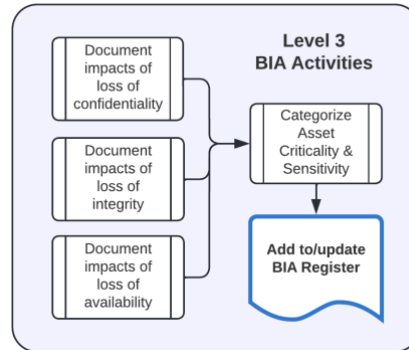 Level 3
BIA Activities
Document
impacts of
loss of
confidentiality
Document
impacts of
loss of
integrity
Document
impacts of
loss of
availability
Categorize
Asset
Criticality &
Sensitivity
Add to/update
BIA Register